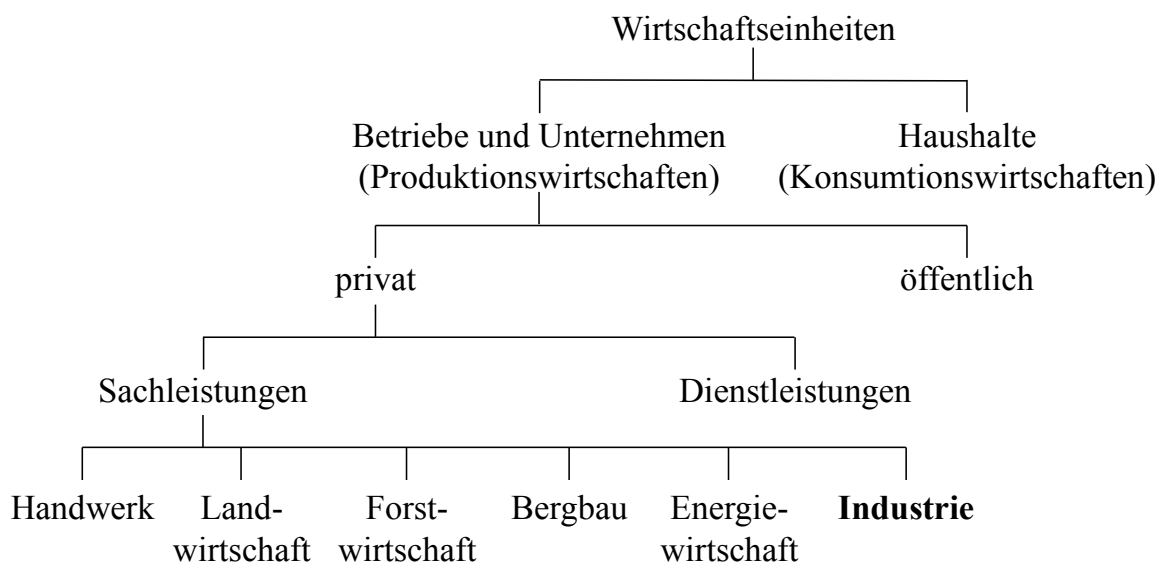 Wirtschaftseinheiten
Betriebe und Unternehmen
(Produktionswirtschaften)
Haushalte
(Konsumtionswirtschaften)
privat
öffentlich
Sachleistungen
Dienstleistungen
Handwerk
Land-
wirtschaft
Forst-
wirtschaft
Bergbau
Energie-
wirtschaft
Industrie